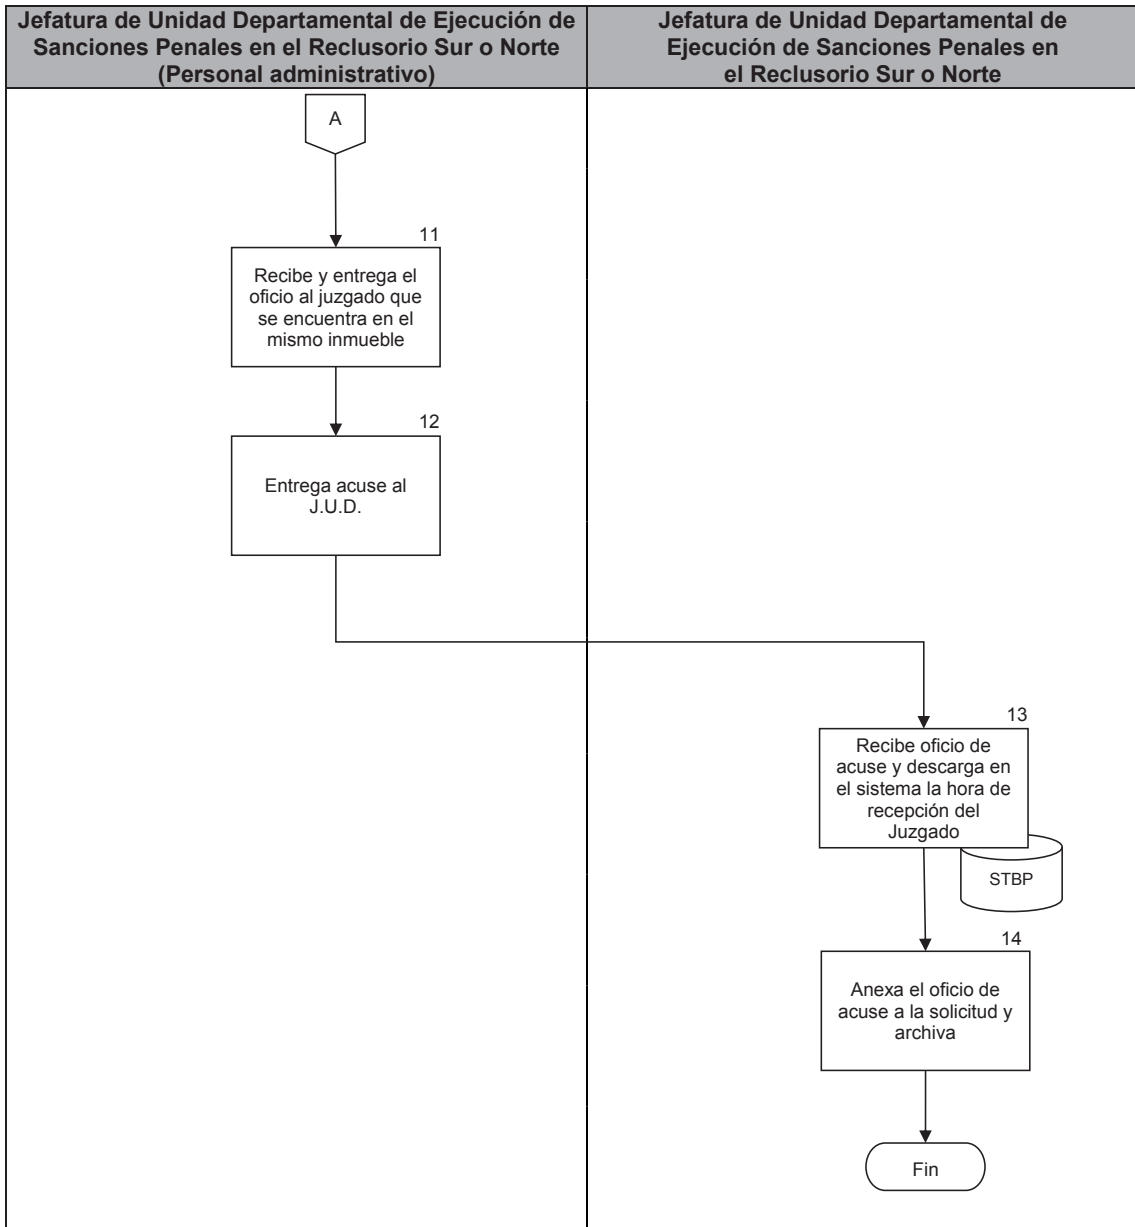 Jefatura de Unidad Departamental de Ejecución de
Sanciones Penales en el Reclusorio Sur o Norte
(Personal administrativo)
Jefatura de Unidad Departamental de
Ejecución de Sanciones Penales en
el Reclusorio Sur o Norte
A
11
Recibe y entrega el
oficio al juzgado que
se encuentra en el
mismo inmueble
12
Entrega acuse al
J.U.D.
13
Recibe oficio de
acuse y descarga en
el sistema la hora de
recepción del
Juzgado
STBP
14
Anexa el oficio de
acuse a la solicitud y
archiva
Fin